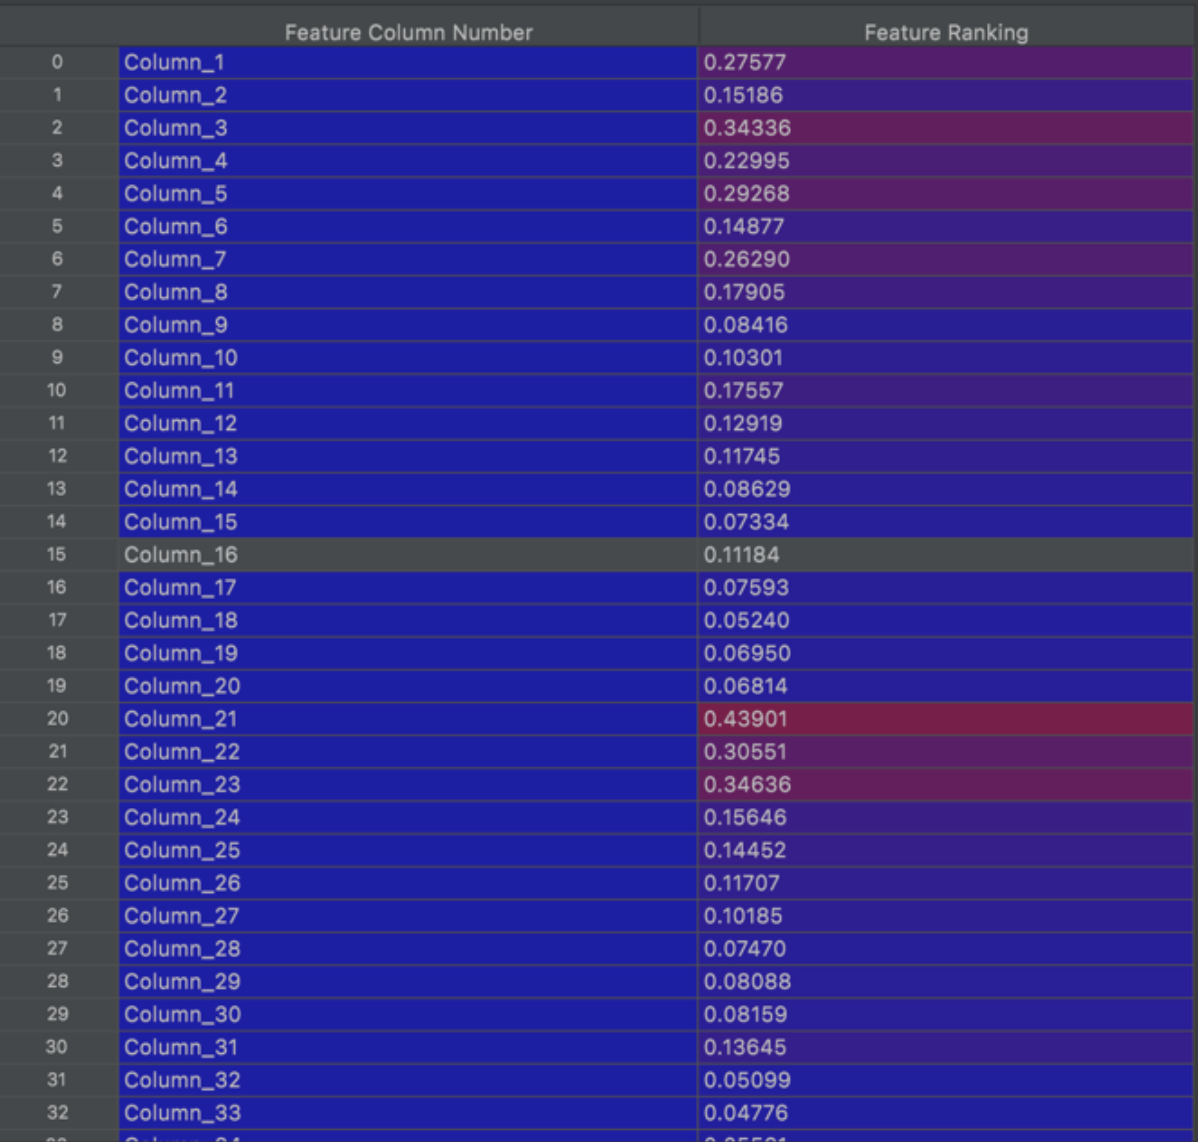 Feature Column Number Feature Ranking
0 Column_1 0.27577
1 Column_2 0.15186
2 Column_3 0.34336
3 Column_4 0.22995
4 Column_5 0.29268
5 Column_6 0.14877
6 Column_7 0.26290
7 Column_8 0.17905
8 Column_9 0.08416
9 Column_10 0.10301
10 Column_11 0.17557
11 Column_12 0.12919
12 Column_13 0.11745
13 Column_14 0.08629
14 Column_15 0.07334
15 Column_16 0.11184
16 Column_17 0.07593
17 Column_18 0.05240
18 Column_19 0.06950
19 Column_20 0.06814
20 Column_21 0.43901
21 Column_22 0.30551
22 Column_23 0.34636
23 Column_24 0.15646
24 Column_25 0.14452
25 Column_26 0.11707
26 Column_27 0.10185
27 Column_28 0.07470
28 Column_29 0.08088
29 Column_30 0.08159
30 Column_31 0.13645
31 Column_32 0.05099
32 Column_33 0.04776